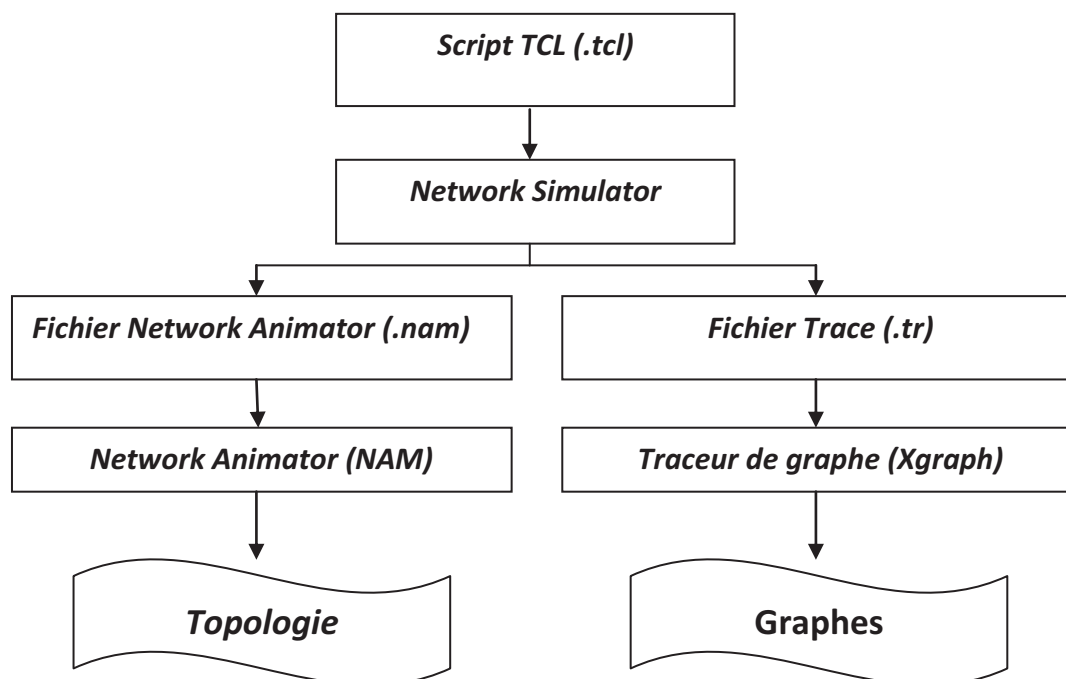 Script TCL (.tcl)
Network Simulator
Fichier Network Animator (.nam)
Fichier Trace (.tr)
Network Animator (NAM)
Traceur de graphe (Xgraph)
Topologie
Graphes